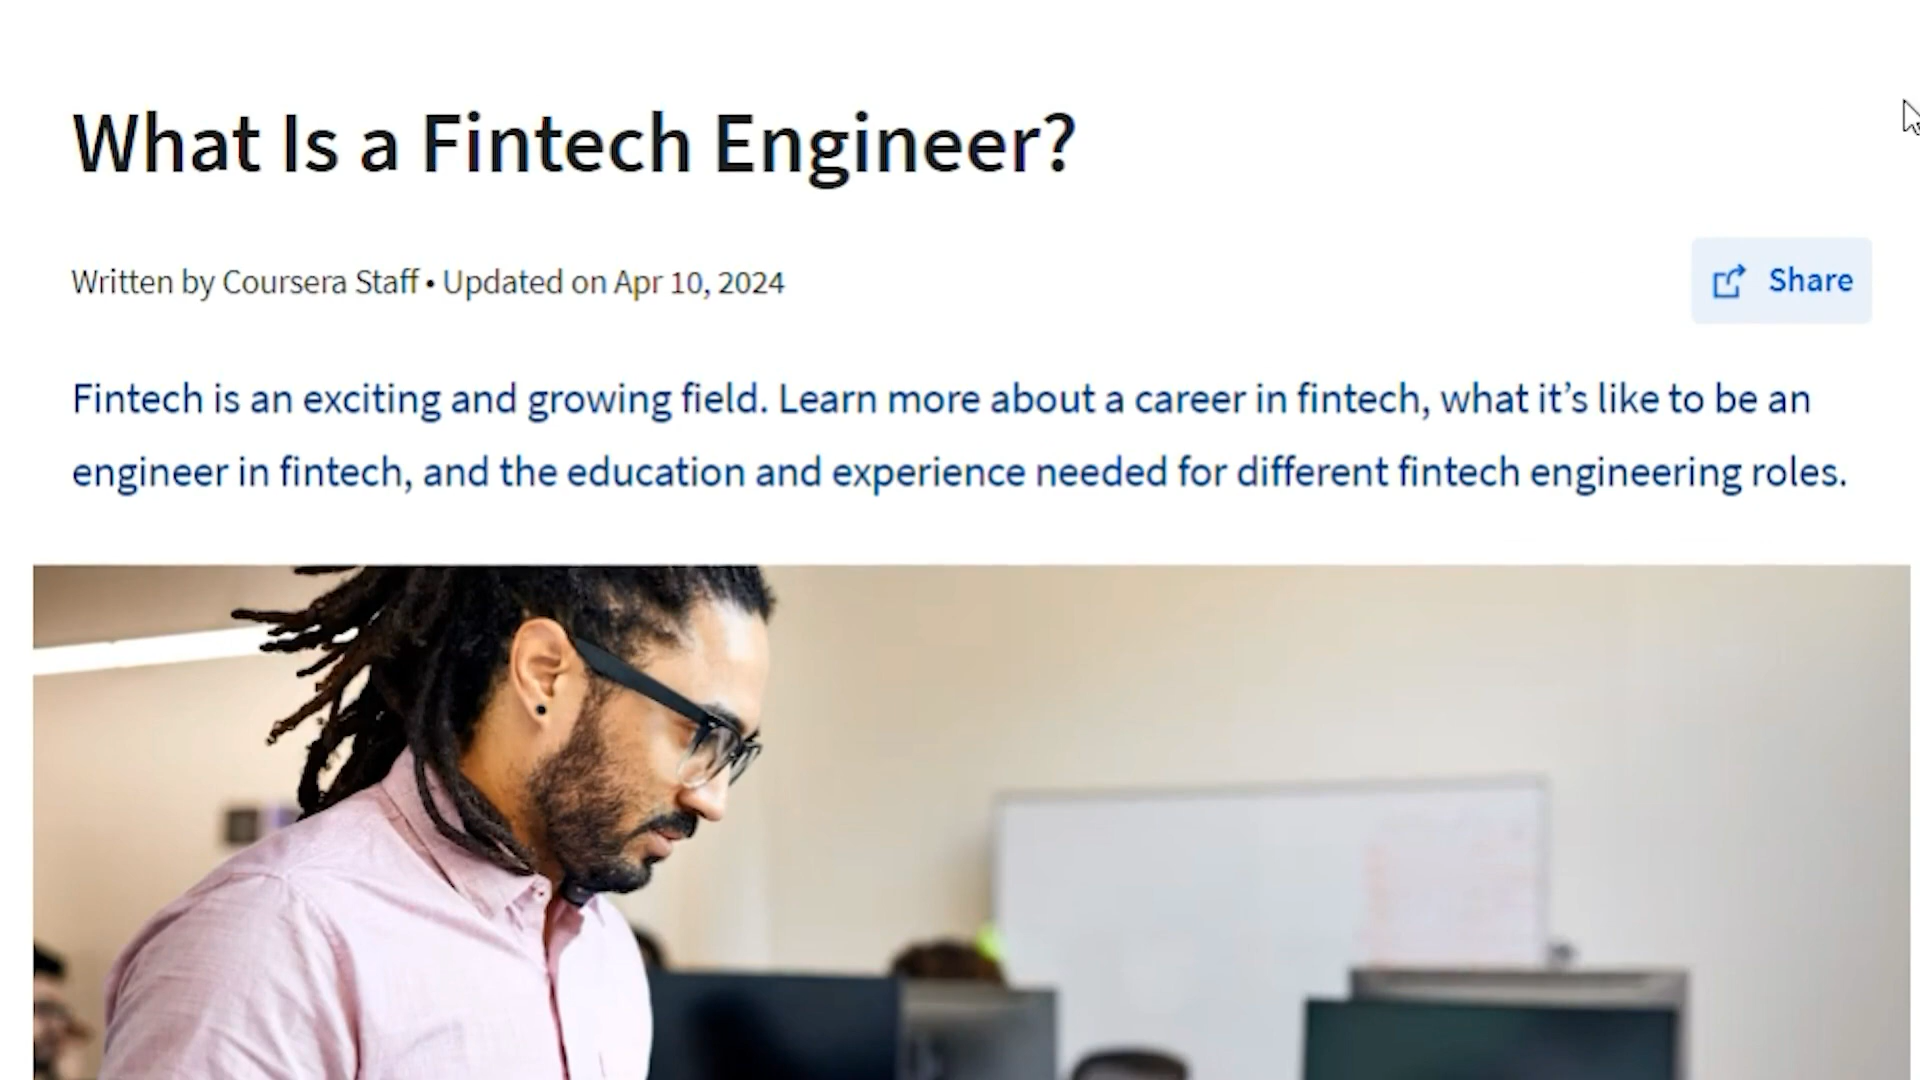 What Is a Fintech Engineer?
Written by Coursera Staff • Updated on Apr 10, 2024
Share
Fintech is an exciting and growing field. Learn more about a career in fintech, what it’s like to be an
engineer in fintech, and the education and experience needed for different fintech engineering roles.